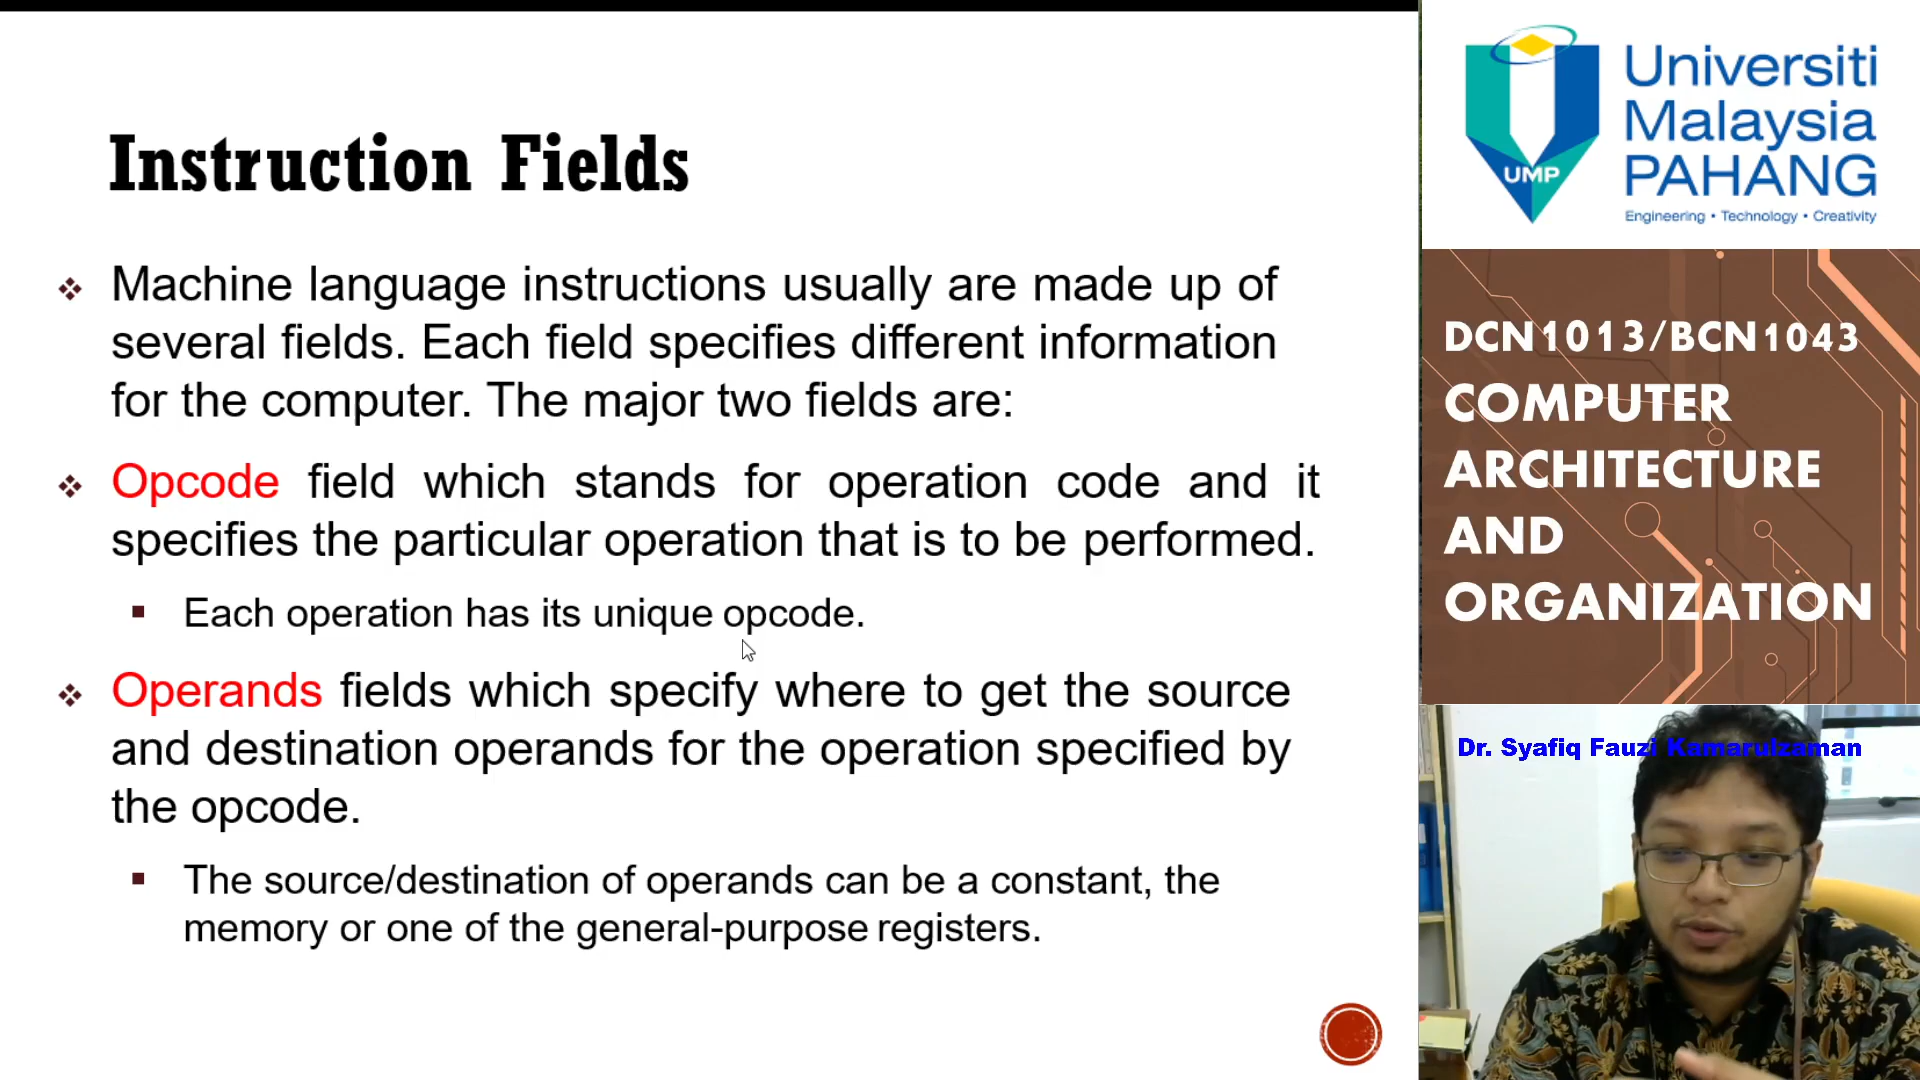 Instruction Fields
❖ Machine language instructions usually are made up of
several fields. Each field specifies different information
for the computer. The major two fields are:
❖ Opcode field which stands for operation code and it
specifies the particular operation that is to be performed.
▪ Each operation has its unique opcode.
❖ Operands fields which specify where to get the source
and destination operands for the operation specified by
the opcode.
▪ The source/destination of operands can be a constant, the
memory or one of the general-purpose registers.
UMP
Universiti
Malaysia
PAHANG
Engineering • Technology • Creativity
DCN1013/BCN1043
COMPUTER
ARCHITECTURE
AND
ORGANIZATION
Dr. Syafiq Fauzi Kamarulzaman